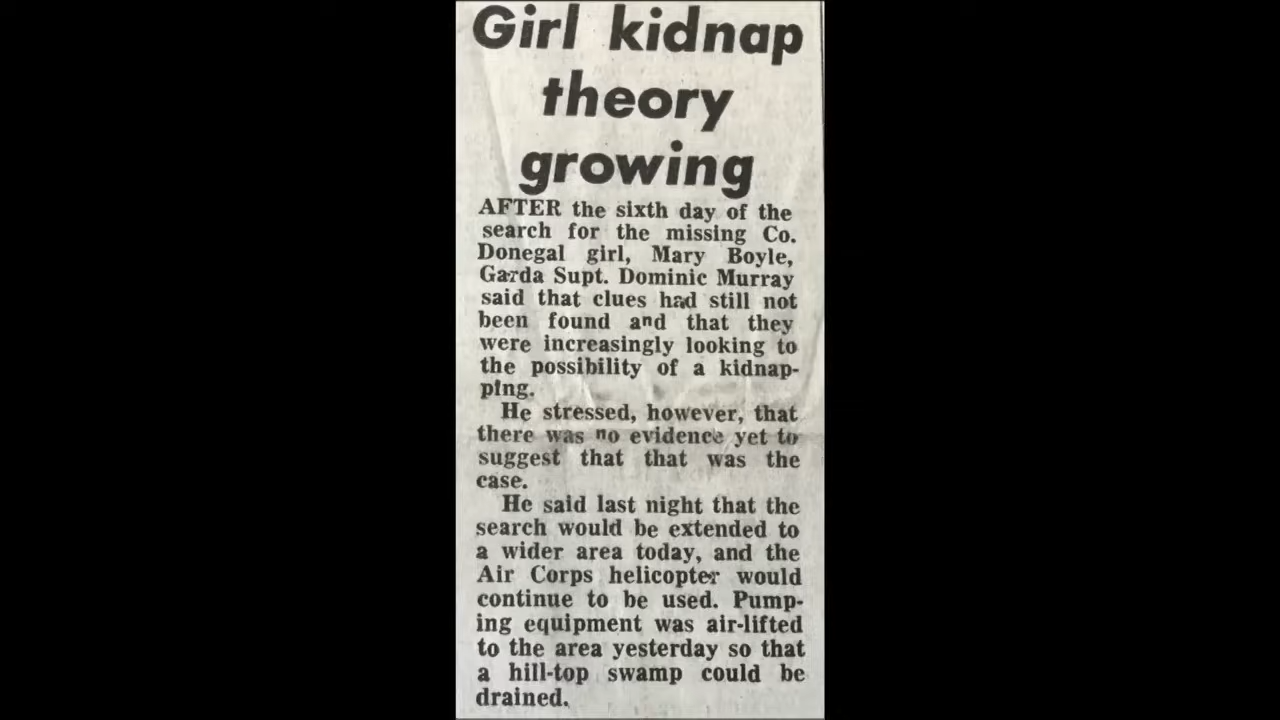 Girl kidnap
theory
growing
AFTER the sixth day of the
search for the missing Co.
Donegal girl, Mary Boyle,
Garda Supt. Dominic Murray
said that clues had still not
been found and that they
were increasingly looking to
the possibility of a kidnap-
ping.
He stressed, however, that
there was no evidence yet to
suggest that that was the
case.
He said last night that the
search would be extended to
a wider area today, and the
Air Corps helicopter would
continue to be used. Pump-
ing equipment was air-lifted
to the area yesterday so that
a hill-top swamp could be
drained.